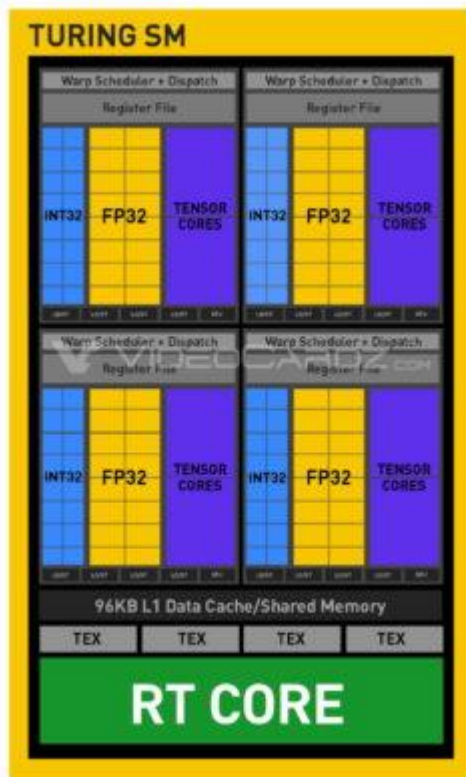 TURING SM
Warp Scheduler + Dispatch
Register File
INT32
FP32
TENSOR
CORES
Warp Scheduler + Dispatch
Register File
INT32
FP32
TENSOR
CORES
Warp Scheduler + Dispatch
Register File
INT32
FP32
TENSOR
CORES
Warp Scheduler + Dispatch
Register File
INT32
FP32
TENSOR
CORES
VIDEOCARDZ.COM
96KB L1 Data Cache/Shared Memory
TEX TEX TEX TEX
RT CORE